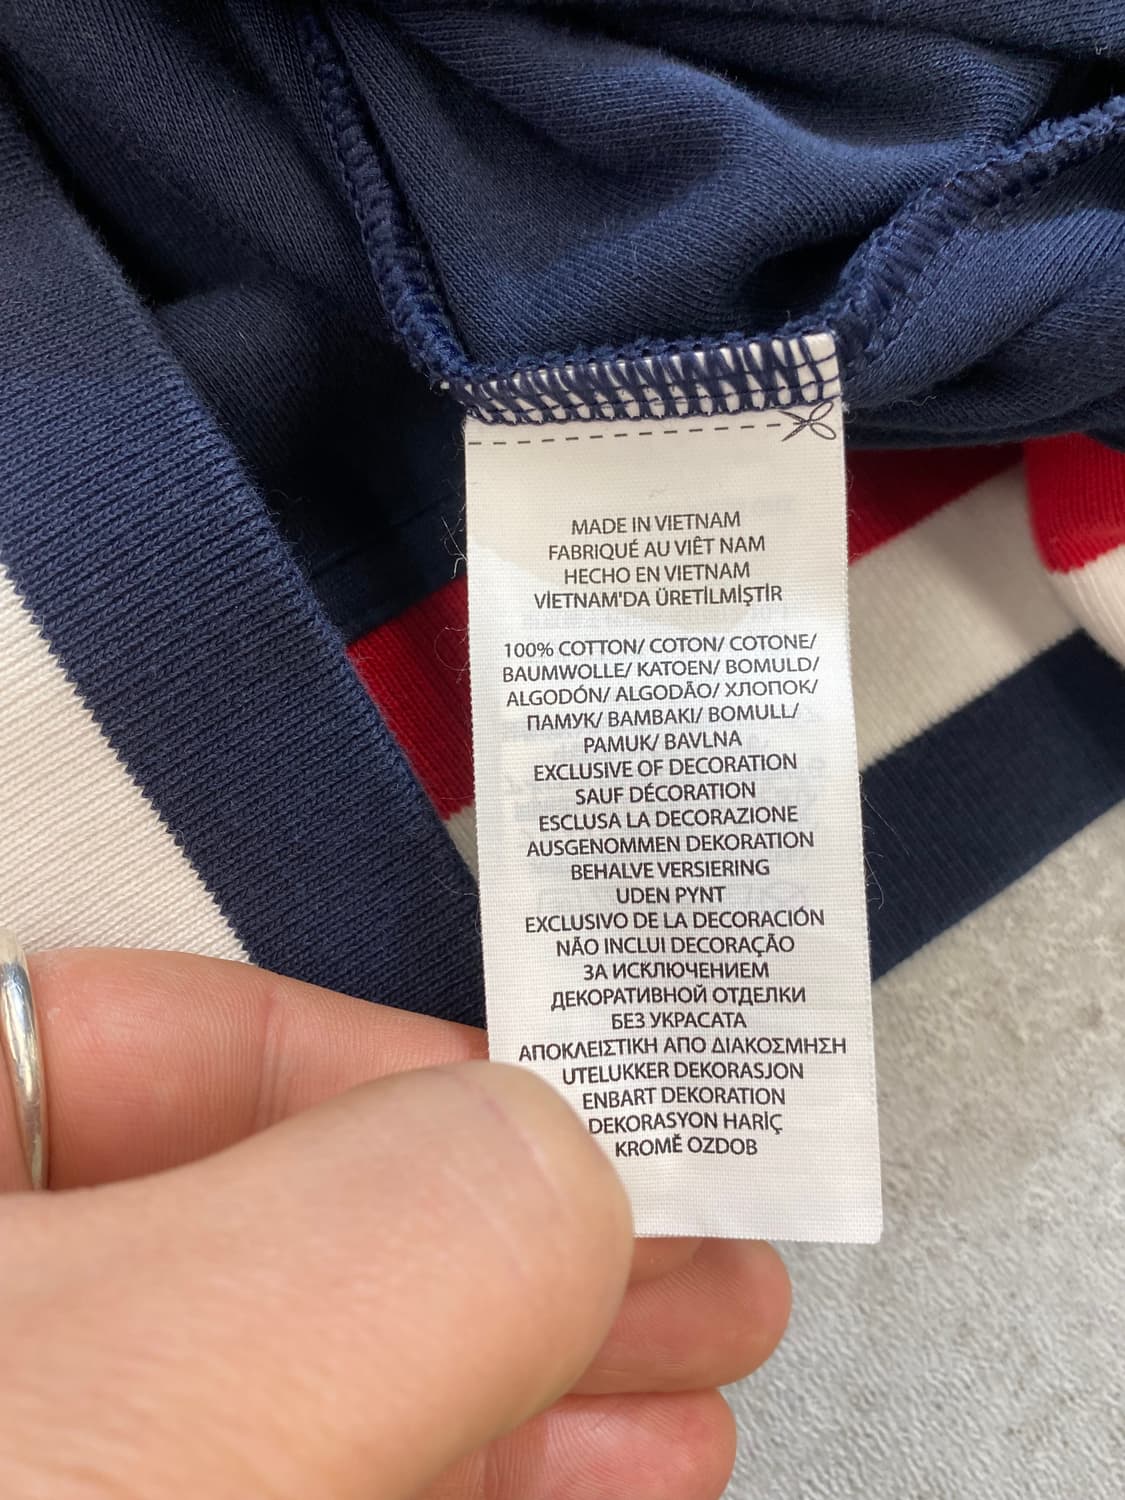 MADE IN VIETNAM
FABRIQUÉ AU VIÊT NAM
HECHO EN VIETNAM
VİETNAM'DA ÜRETİLMİŞTİR
100% COTTON/ COTON/ COTONE/
BAUMWOLLE/ KATOEN/ BOMULD/
ALGODÓN/ ALGODÃO/ ХЛОПОК/
ПАМУК/ ΒΑΜΒΑΚΙ/ BOMULL/
PAMUK/ BAVLNA
EXCLUSIVE OF DECORATION
SAUF DÉCORATION
ESCLUSA LA DECORAZIONE
AUSGENOMMEN DEKORATION
BEHALVE VERSIERING
UDEN PYNT
EXCLUSIVO DE LA DECORACIÓN
NÃO INCLUI DECORAÇÃO
ЗА ИСКЛЮЧЕНИЕМ
ДЕКОРАТИВНОЙ ОТДЕЛКИ
БЕЗ УКРАСАТА
ΑΠΟΚΛΕΙΣΤΙΚΗ ΑΠΟ ΔΙΑΚΟΣΜΗΣΗ
UTELUKKER DEKORASJON
ENBART DEKORATION
DEKORASYON HARİÇ
KROMĚ OZDOB